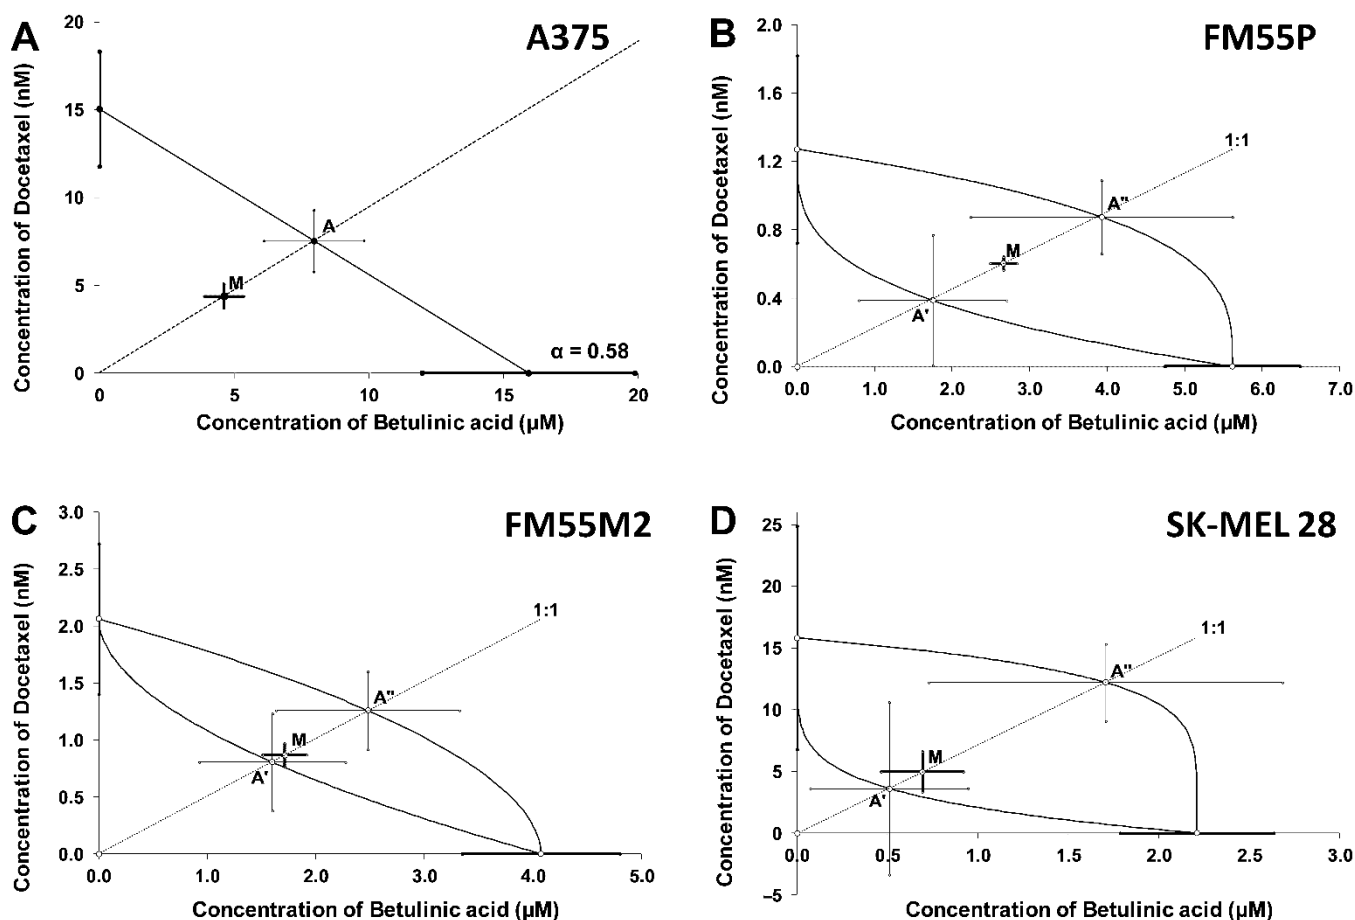 A
A375
Concentration of Docetaxel (nM)
20
15
10
5
0
A
M
α = 0.58
0
5
10
15
20
Concentration of Betulinic acid (µM)
B
FM55P
Concentration of Docetaxel (nM)
2.0
1.6
1.2
0.8
0.4
0.0
1:1
A"
M
A'
0.0 1.0 2.0 3.0 4.0 5.0 6.0 7.0
Concentration of Betulinic acid (µM)
C
FM55M2
Concentration of Docetaxel (nM)
3.0
2.5
2.0
1.5
1.0
0.5
0.0
1:1
A"
M
A'
0.0 1.0 2.0 3.0 4.0 5.0
Concentration of Betulinic acid (µM)
D
SK-MEL 28
Concentration of Docetaxel (nM)
25
20
15
10
5
0
−5
1:1
A"
M
A'
0.0 0.5 1.0 1.5 2.0 2.5 3.0
Concentration of Betulinic acid (µM)